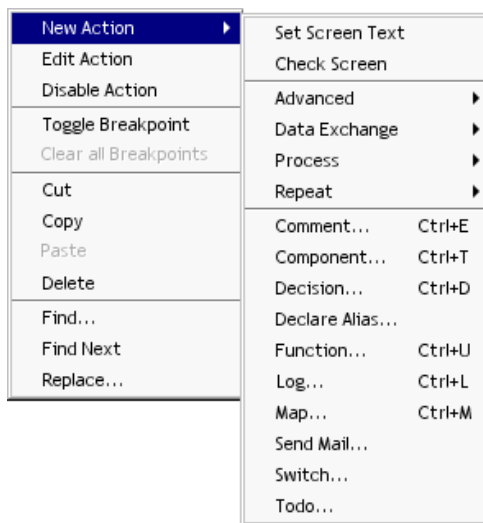 New Action
Edit Action
Disable Action
Toggle Breakpoint
Clear all Breakpoints
Cut
Copy
Paste
Delete
Find...
Find Next
Replace...
Set Screen Text
Check Screen
Advanced
Data Exchange
Process
Repeat
Comment... Ctrl+E
Component... Ctrl+T
Decision... Ctrl+D
Declare Alias...
Function... Ctrl+U
Log... Ctrl+L
Map... Ctrl+M
Send Mail...
Switch...
Todo...